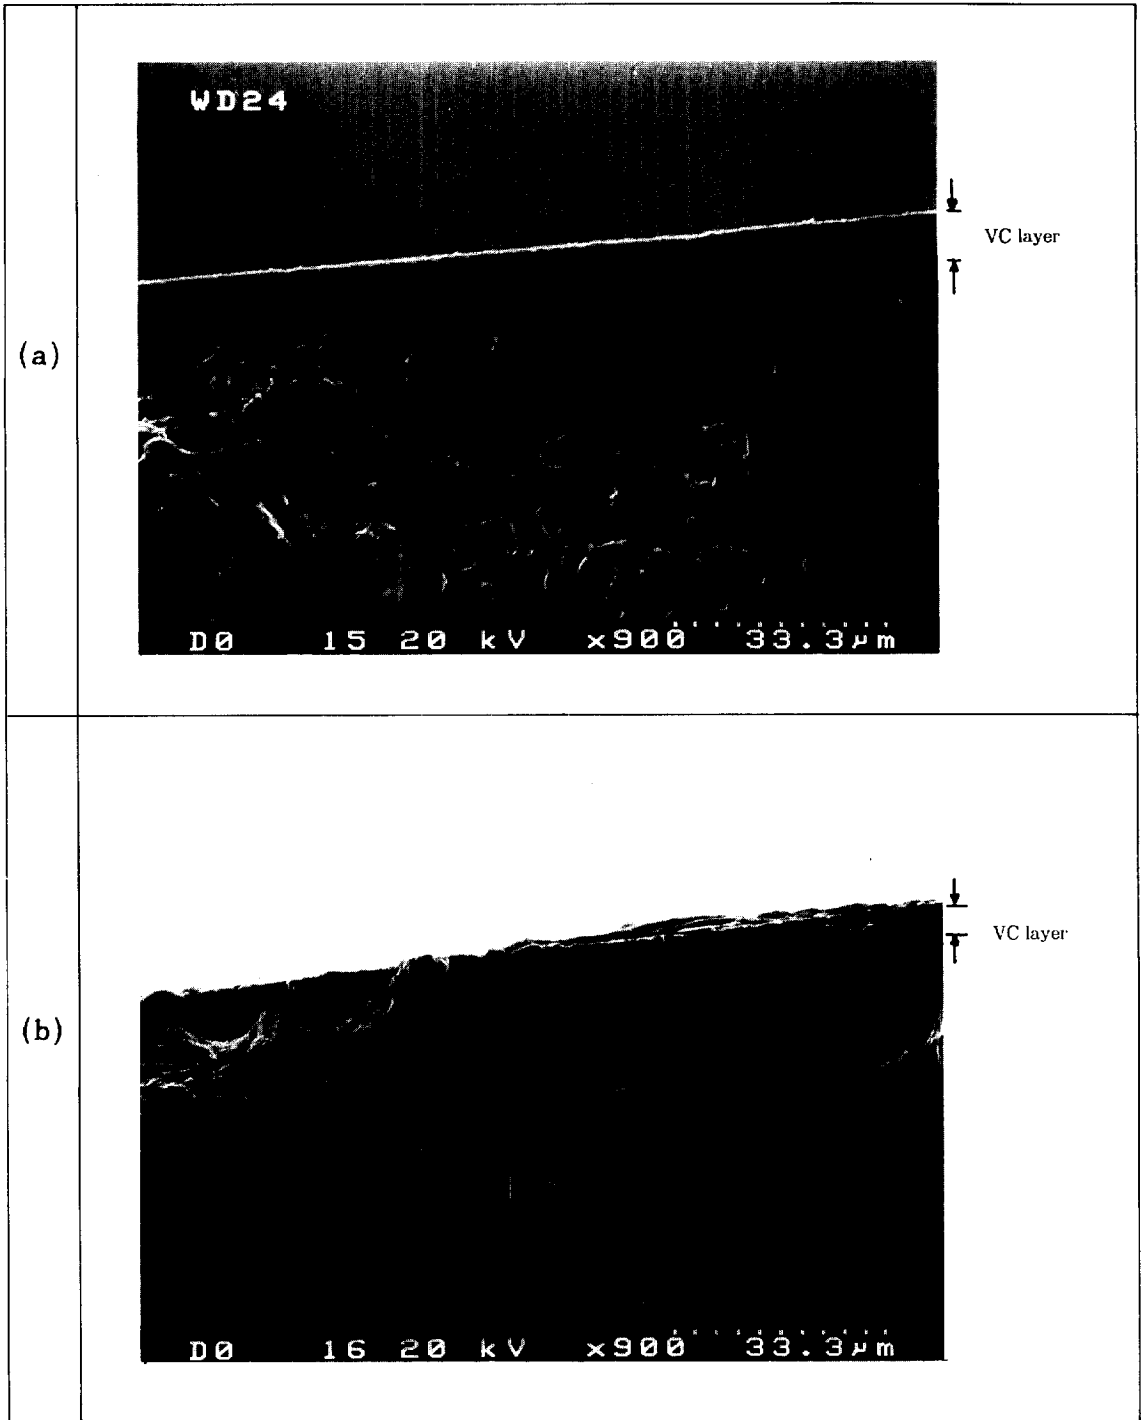 WD24
VC layer
(a)
D0 15 20 kV x900 33.3μm
VC layer
(b)
D0 16 20 kV x900 33.3μm